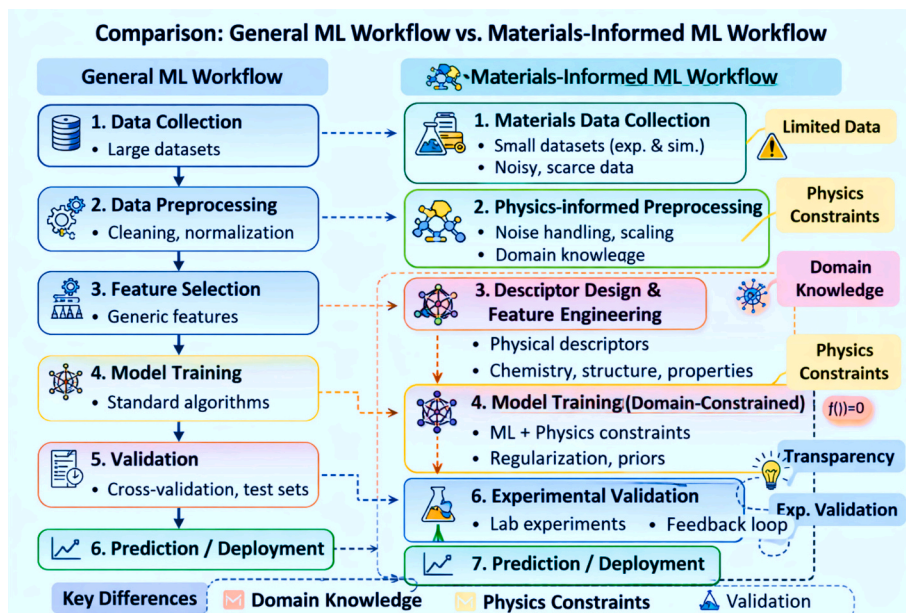 Comparison: General ML Workflow vs. Materials-Informed ML Workflow
General ML Workflow
1. Data Collection
• Large datasets
2. Data Preprocessing
• Cleaning, normalization
3. Feature Selection
• Generic features
4. Model Training
• Standard algorithms
5. Validation
• Cross-validation, test sets
6. Prediction / Deployment
Materials-Informed ML Workflow
1. Materials Data Collection
• Small datasets (exp. & sim.)
• Noisy, scarce data
Limited Data
2. Physics-informed Preprocessing
• Noise handling, scaling
• Domain knowleqge
Physics
Constraints
3. Descriptor Design &
Feature Engineering
• Physical descriptors
• Chemistry, structure, properties
Domain
Knowledge
4. Model Training (Domain-Constrained)
• ML + Physics constraints
• Regularization, priors
Physics
Constraints
f())=0
6. Experimental Validation
• Lab experiments • Feedback loop
Transparency
Exp. Validation
7. Prediction / Deployment
Key Differences
Domain Knowledge
Physics Constraints
Validation